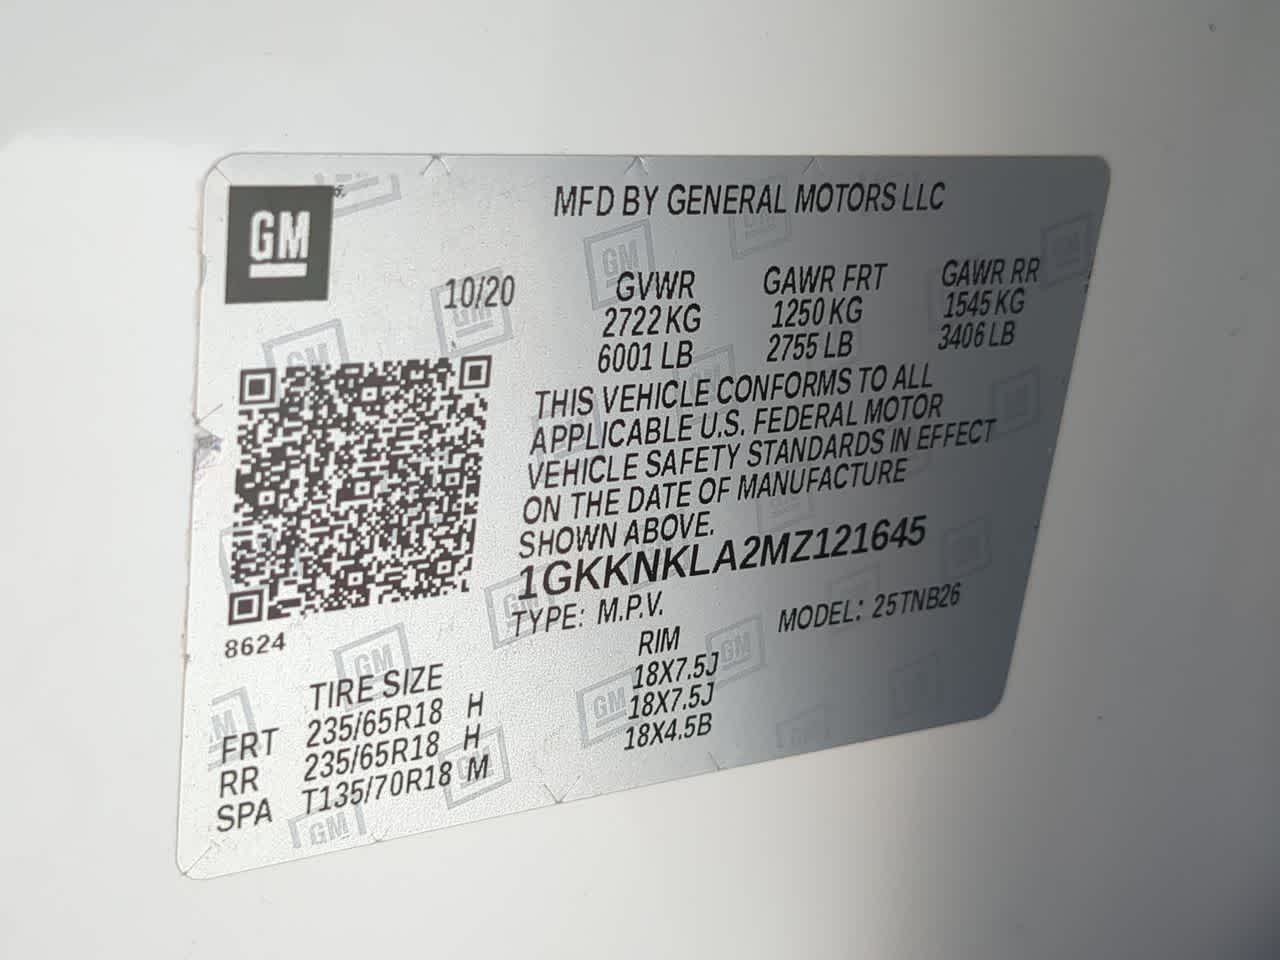 GM
MFD BY GENERAL MOTORS LLC
10/20
GVWR GAWR FRT GAWR RR
2722 KG 1250 KG 1545 KG
6001 LB 2755 LB 3406 LB
THIS VEHICLE CONFORMS TO ALL
APPLICABLE U.S. FEDERAL MOTOR
VEHICLE SAFETY STANDARDS IN EFFECT
ON THE DATE OF MANUFACTURE
SHOWN ABOVE.
1GKKNKLA2MZ121645
TYPE: M.P.V. MODEL: 25TNB26
8624
TIRE SIZE RIM
FRT 235/65R18 H 18X7.5J
RR 235/65R18 H 18X7.5J
SPA T135/70R18 M 18X4.5B